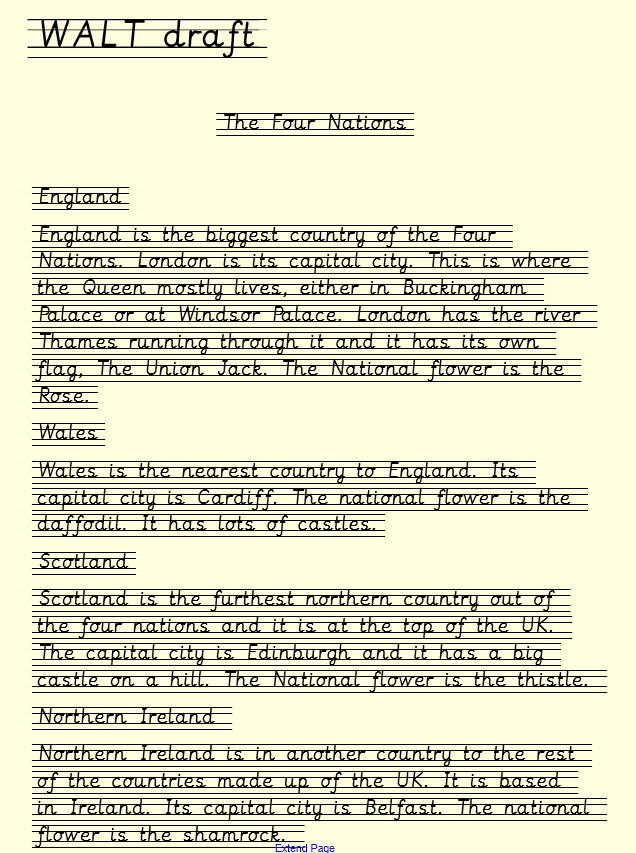 WALT draft
The Four Nations
England
England is the biggest country of the Four
Nations. London is its capital city. This is where
the Queen mostly lives, either in Buckingham
Palace or at Windsor Palace. London has the river
Thames running through it and it has its own
flag, The Union Jack. The National flower is the
Rose.
Wales
Wales is the nearest country to England. Its
capital city is Cardiff. The national flower is the
daffodil. It has lots of castles.
Scotland
Scotland is the furthest northern country out of
the four nations and it is at the top of the UK.
The capital city is Edinburgh and it has a big
castle on a hill. The National flower is the thistle.
Northern Ireland
Northern Ireland is in another country to the rest
of the countries made up of the UK. It is based
in Ireland. Its capital city is Belfast. The national
flower is the shamrock.
Extend Page